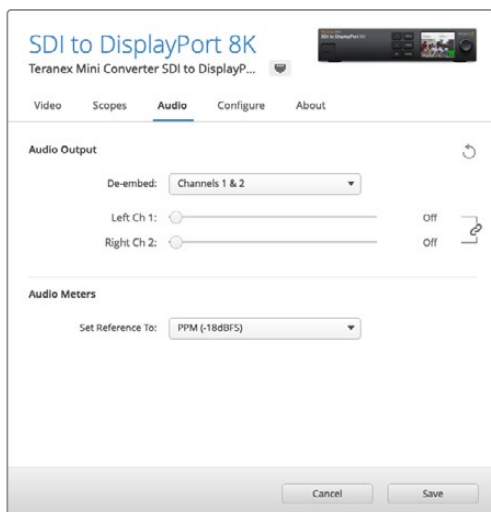 SDI to DisplayPort 8K
Teranex Mini Converter SDI to DisplayP...
Video Scopes Audio Configure About
Audio Output
De-embed: Channels 1 & 2
Left Ch 1: Off
Right Ch 2: Off
Audio Meters
Set Reference To: PPM (-18dBFS)
Cancel Save